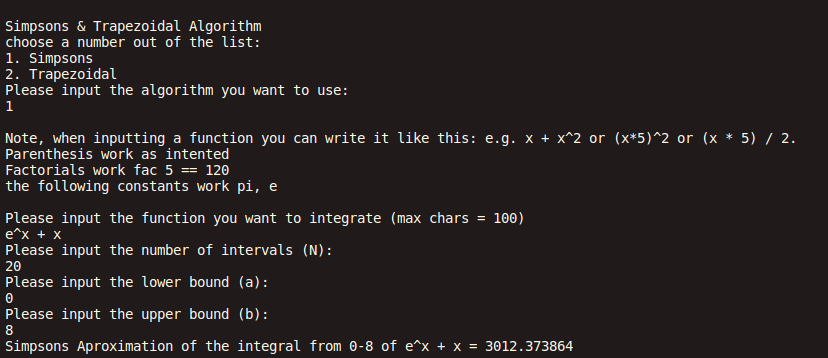 Simpsons & Trapezoidal Algorithm
choose a number out of the list:
1. Simpsons
2. Trapezoidal
Please input the algorithm you want to use:
1
Note, when inputting a function you can write it like this: e.g. x + x^2 or (x*5)^2 or (x * 5) / 2.
Parenthesis work as intented
Factorials work fac 5 == 120
the following constants work pi, e
Please input the function you want to integrate (max chars = 100)
e^x + x
Please input the number of intervals (N):
20
Please input the lower bound (a):
0
Please input the upper bound (b):
8
Simpsons Aproximation of the integral from 0-8 of e^x + x = 3012.373864